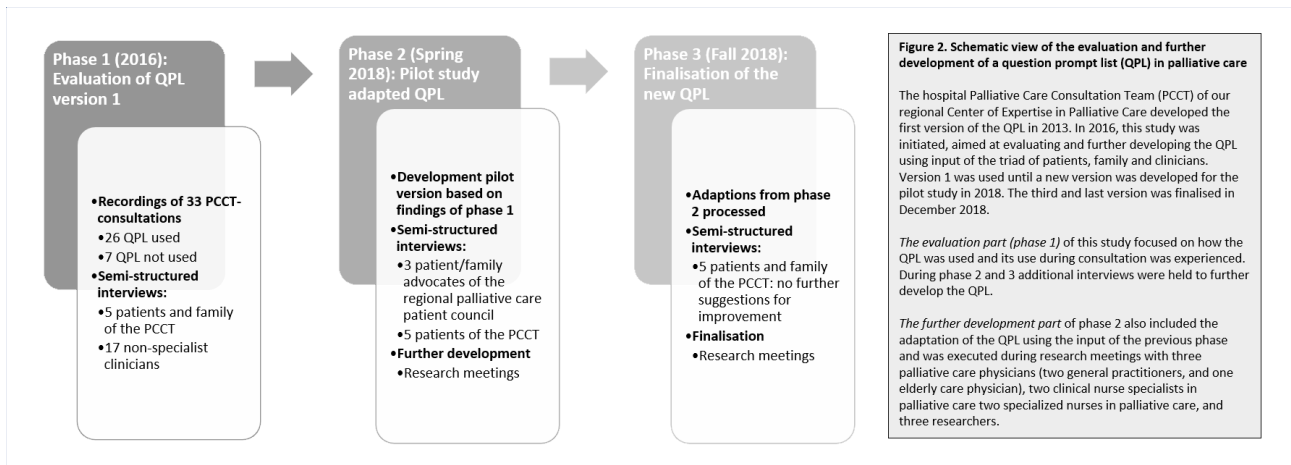 Phase 1 (2016):
Evaluation of QPL
version 1
•Recordings of 33 PCCT-
consultations
•26 QPL used
•7 QPL not used
•Semi-structured
interviews:
•5 patients and family
of the PCCT
•17 non-specialist
clinicians
Phase 2 (Spring
2018): Pilot study
adapted QPL
•Development pilot
version based on
findings of phase 1
•Semi-structured
interviews:
•3 patient/family
advocates of the
regional palliative care
patient council
•5 patients of the PCCT
•Further development
•Research meetings
Phase 3 (Fall 2018):
Finalisation of the
new QPL
•Adaptions from phase
2 processed
•Semi-structured
interviews:
•5 patients and family
of the PCCT: no further
suggestions for
improvement
•Finalisation
•Research meetings
Figure 2. Schematic view of the evaluation and further
development of a question prompt list (QPL) in palliative care
The hospital Palliative Care Consultation Team (PCCT) of our
regional Center of Expertise in Palliative Care developed the
first version of the QPL in 2013. In 2016, this study was
initiated, aimed at evaluating and further developing the QPL
using input of the triad of patients, family and clinicians.
Version 1 was used until a new version was developed for the
pilot study in 2018. The third and last version was finalised in
December 2018.
The evaluation part (phase 1) of this study focused on how the
QPL was used and its use during consultation was experienced.
During phase 2 and 3 additional interviews were held to further
develop the QPL.
The further development part of phase 2 also included the
adaptation of the QPL using the input of the previous phase
and was executed during research meetings with three
palliative care physicians (two general practitioners, and one
elderly care physician), two clinical nurse specialists in
palliative care two specialized nurses in palliative care, and
three researchers.